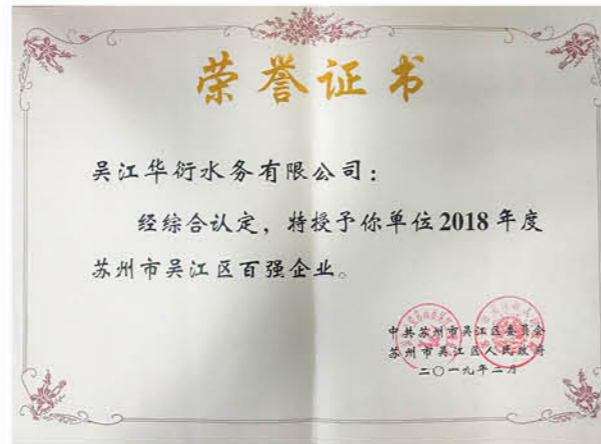 荣誉证书
吴江华衍水务有限公司：
经综合认定，特授予你单位2018年度
苏州市吴江区百强企业。
中共苏州市吴江区委员会
苏州市吴江区人民政府
二〇一九年二月